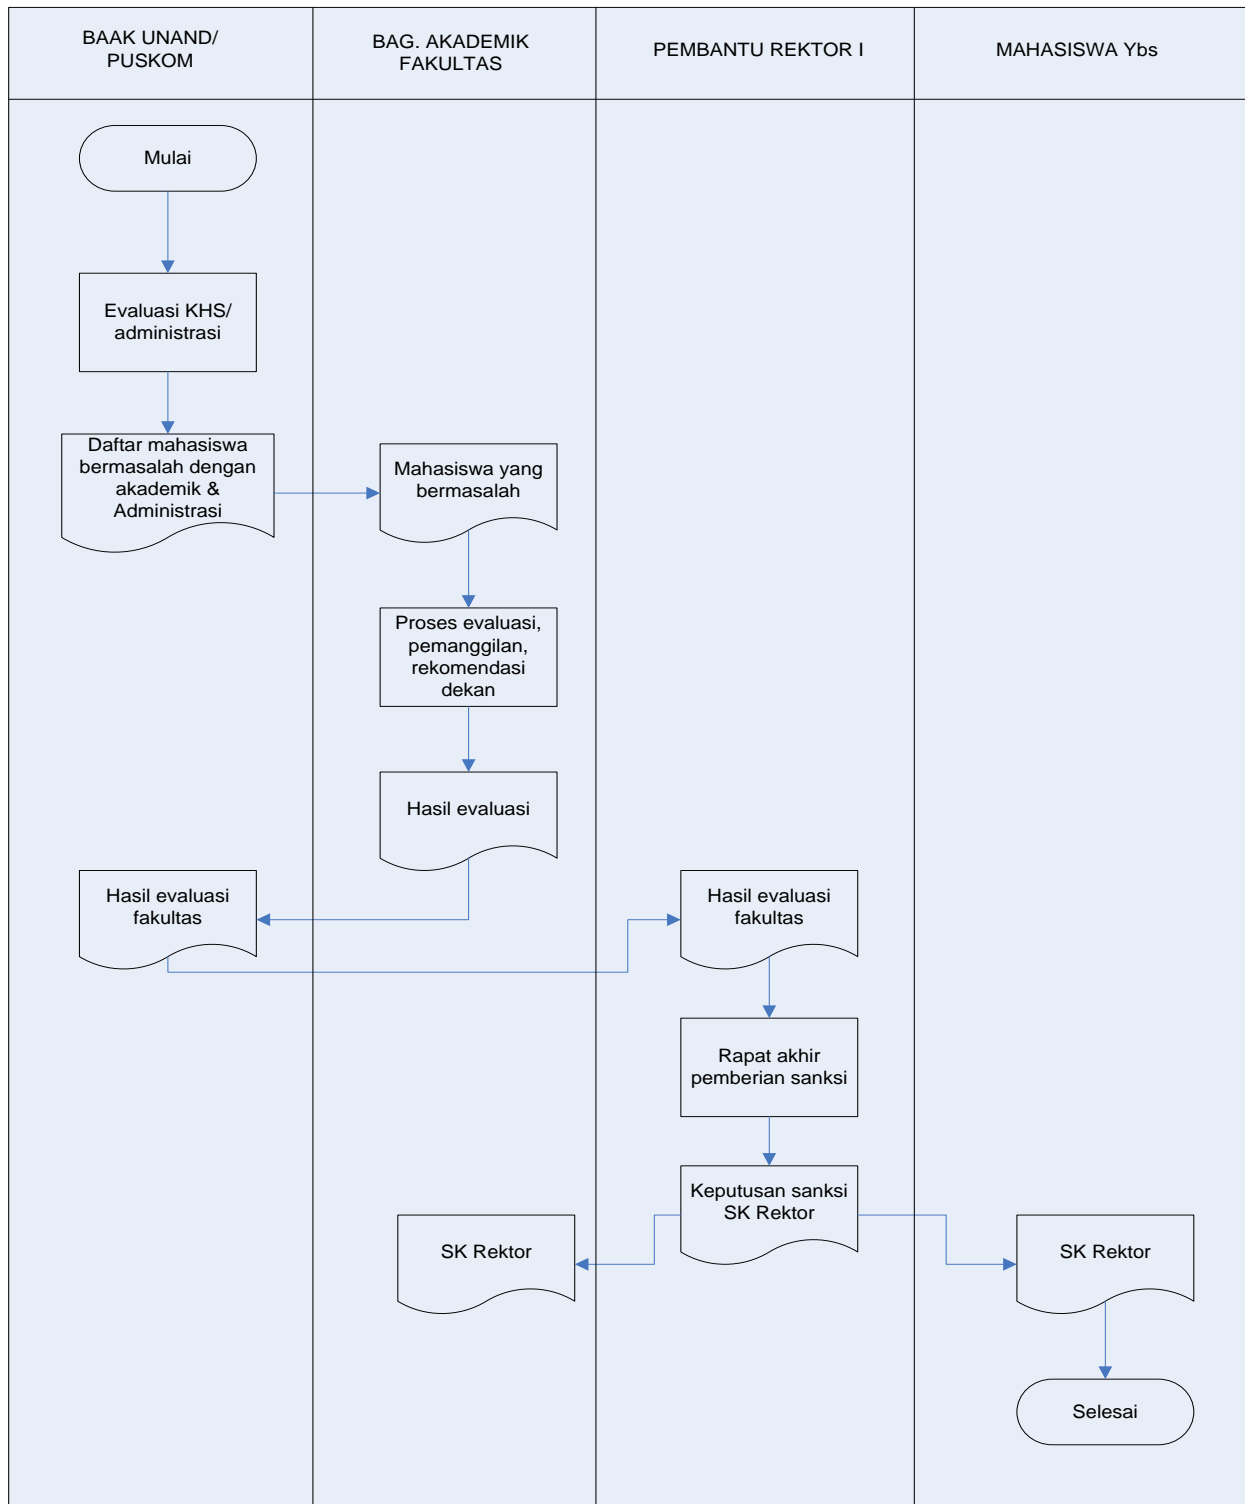 BAAK UNAND/
PUSKOM
BAG. AKADEMIK
FAKULTAS
PEMBANTU REKTOR I
MAHASISWA Ybs
Mulai
Evaluasi KHS/
administrasi
Daftar mahasiswa
bermasalah dengan
akademik &
Administrasi
Mahasiswa yang
bermasalah
Proses evaluasi,
pemanggilan,
rekomendasi
dekan
Hasil evaluasi
Hasil evaluasi
fakultas
Hasil evaluasi
fakultas
Rapat akhir
pemberian sanksi
Keputusan sanksi
SK Rektor
SK Rektor
SK Rektor
Selesai